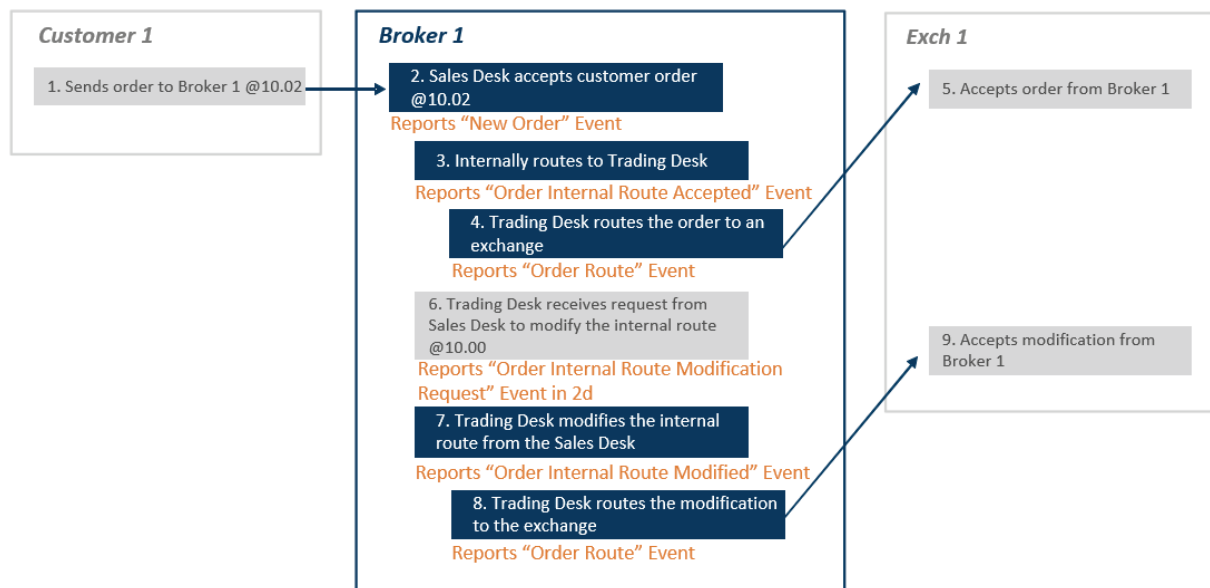 Customer 1
1. Sends order to Broker 1 @10.02
Broker 1
2. Sales Desk accepts customer order
@10.02
Reports “New Order” Event
3. Internally routes to Trading Desk
Reports “Order Internal Route Accepted” Event
4. Trading Desk routes the order to an
exchange
Reports “Order Route” Event
6. Trading Desk receives request from
Sales Desk to modify the internal route
@10.00
Reports “Order Internal Route Modification
Request” Event in 2d
7. Trading Desk modifies the internal
route from the Sales Desk
Reports “Order Internal Route Modified” Event
8. Trading Desk routes the modification
to the exchange
Reports “Order Route” Event
Exch 1
5. Accepts order from Broker 1
9. Accepts modification from
Broker 1